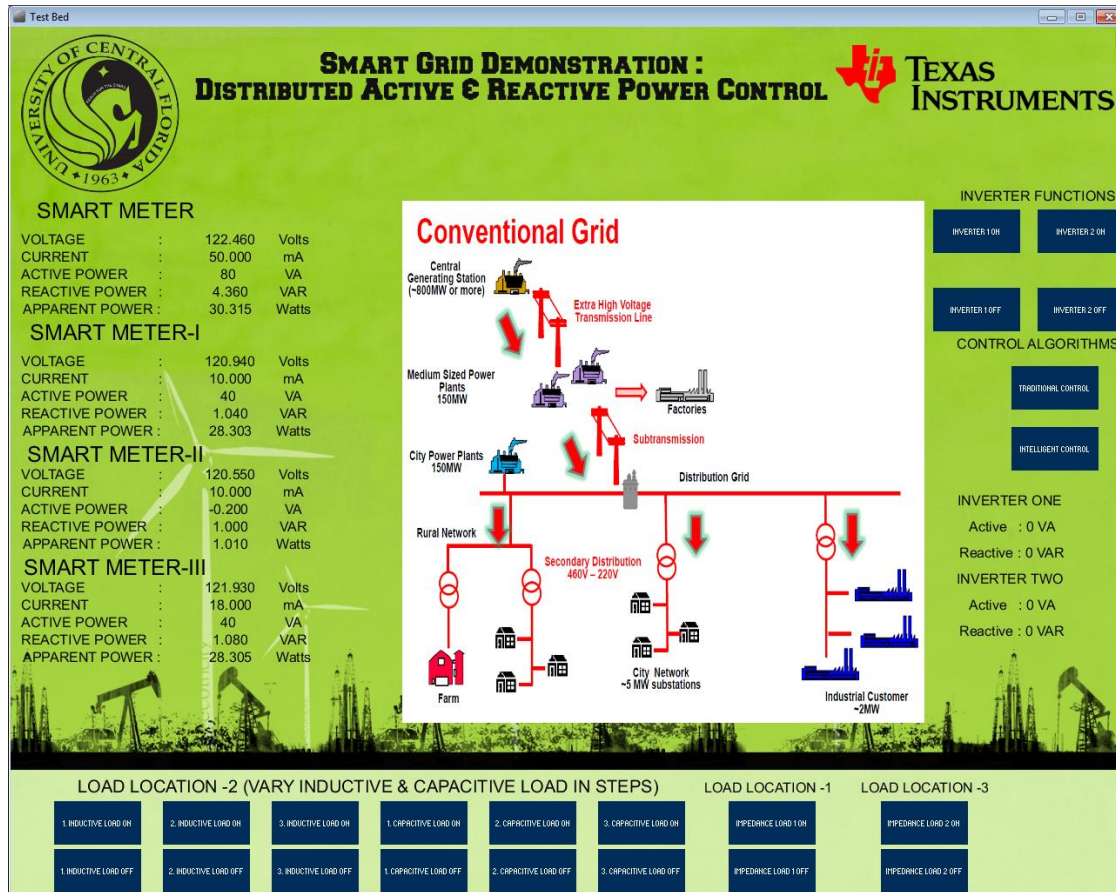 Test Bed
UNIVERSITY OF CENTRAL FLORIDA
1963
SMART GRID DEMONSTRATION :
DISTRIBUTED ACTIVE & REACTIVE POWER CONTROL
TEXAS
INSTRUMENTS
SMART METER
VOLTAGE : 122.460 Volts
CURRENT : 50.000 mA
ACTIVE POWER : 80 VA
REACTIVE POWER : 4.360 VAR
APPARENT POWER : 30.315 Watts
SMART METER-I
VOLTAGE : 120.940 Volts
CURRENT : 10.000 mA
ACTIVE POWER : 40 VA
REACTIVE POWER : 1.040 VAR
APPARENT POWER : 28.303 Watts
SMART METER-II
VOLTAGE : 120.550 Volts
CURRENT : 10.000 mA
ACTIVE POWER : -0.200 VA
REACTIVE POWER : 1.000 VAR
APPARENT POWER : 1.010 Watts
SMART METER-III
VOLTAGE : 121.930 Volts
CURRENT : 18.000 mA
ACTIVE POWER : 40 VA
REACTIVE POWER : 1.080 VAR
APPARENT POWER : 28.305 Watts
Conventional Grid
Central
Generating Station
(~800MW or more)
Extra High Voltage
Transmission Line
Medium Sized Power
Plants
150MW
Factories
Subtransmission
City Power Plants
150MW
Distribution Grid
Rural Network
Secondary Distribution
460V – 220V
Farm
City Network
~5 MW substations
Industrial Customer
~2MW
INVERTER FUNCTIONS
INVERTER 1 ON
INVERTER 2 ON
INVERTER 1 OFF
INVERTER 2 OFF
CONTROL ALGORITHMS
TRADITIONAL CONTROL
INTELLIGENT CONTROL
INVERTER ONE
Active : 0 VA
Reactive : 0 VAR
INVERTER TWO
Active : 0 VA
Reactive : 0 VAR
LOAD LOCATION -2 (VARY INDUCTIVE & CAPACITIVE LOAD IN STEPS)
LOAD LOCATION -1
LOAD LOCATION -3
1. INDUCTIVE LOAD ON
2. INDUCTIVE LOAD ON
3. INDUCTIVE LOAD ON
1. CAPACITIVE LOAD ON
2. CAPACITIVE LOAD ON
3. CAPACITIVE LOAD ON
IMPEDANCE LOAD 1 ON
IMPEDANCE LOAD 2 ON
1. INDUCTIVE LOAD OFF
2. INDUCTIVE LOAD OFF
3. INDUCTIVE LOAD OFF
1. CAPACITIVE LOAD OFF
2. CAPACITIVE LOAD OFF
3. CAPACITIVE LOAD OFF
IMPEDANCE LOAD 1 OFF
IMPEDANCE LOAD 2 OFF